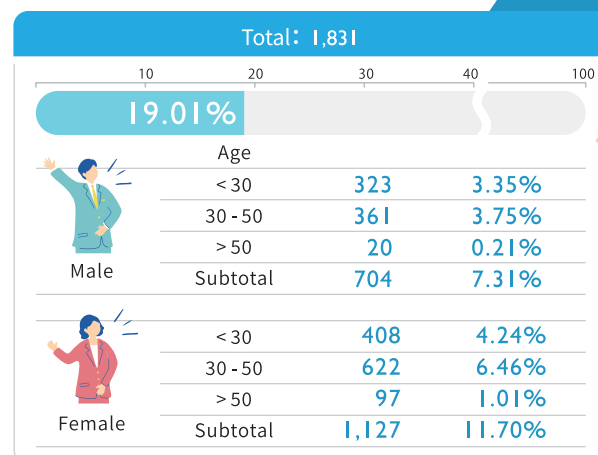 Total: 1,831
10 20 30 40 100
19.01%
Age
<30 323 3.35%
30-50 361 3.75%
>50 20 0.21%
Male
Subtotal 704 7.31%
<30 408 4.24%
30-50 622 6.46%
>50 97 1.01%
Female
Subtotal 1,127 11.70%